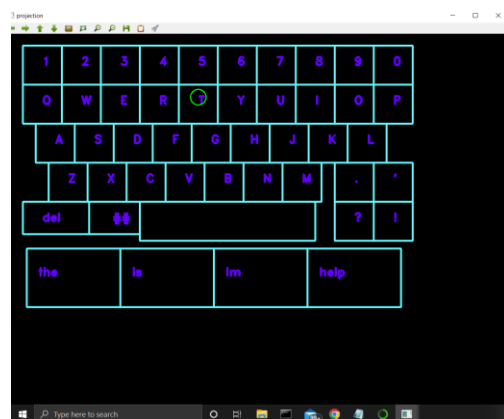 projection
1 2 3 4 5 6 7 8 9 0
Q W E R T Y U I O P
A S D F G H J K L
Z X C V B N M . '
del ## ? !
the is Im help
Type here to search